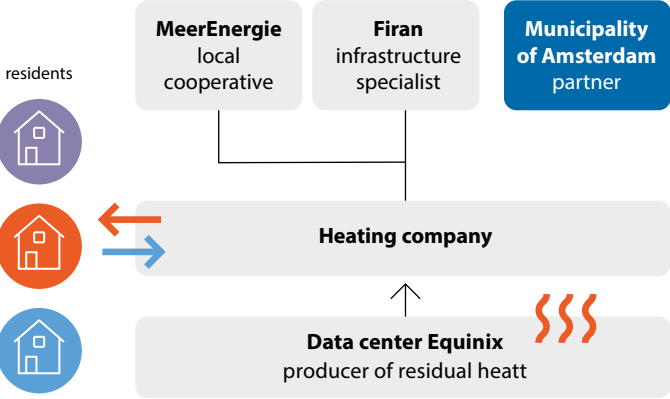 MeerEnergie
local
cooperative
Firan
infrastructure
specialist
Municipality
of Amsterdam
partner
residents
Heating company
Data center Equinix
producer of residual heatt